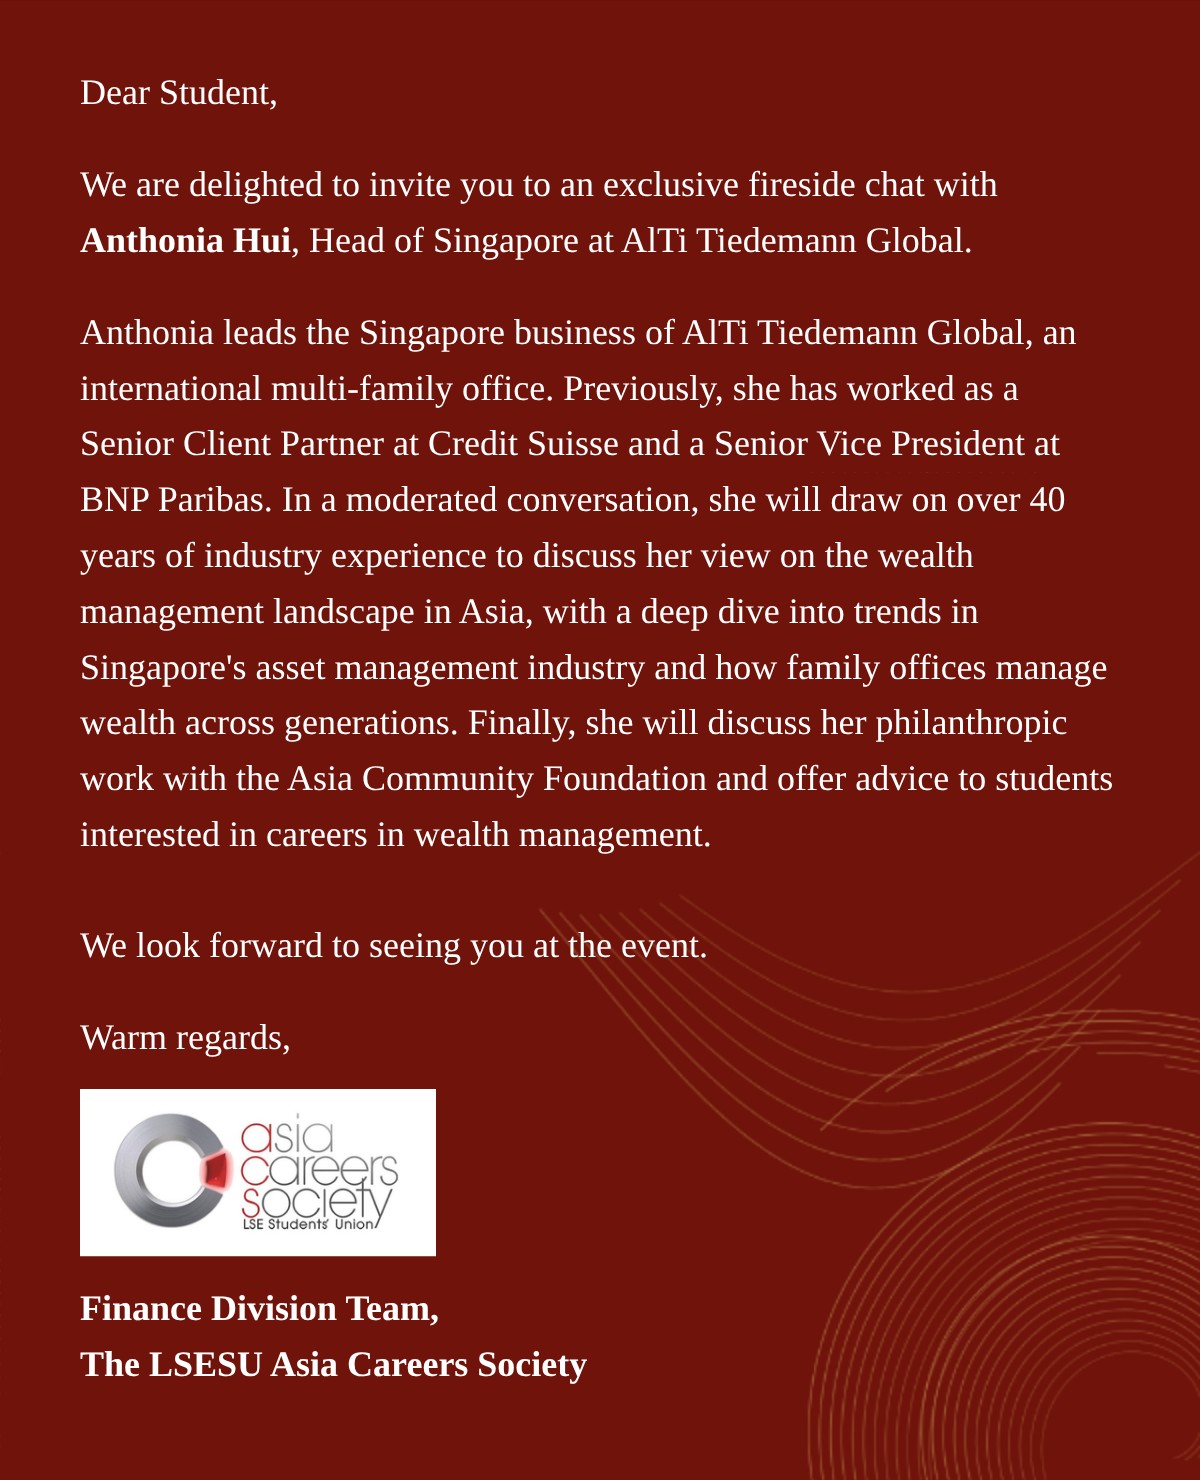 Dear Student,
We are delighted to invite you to an exclusive fireside chat with
Anthonia Hui, Head of Singapore at AlTi Tiedemann Global.
Anthonia leads the Singapore business of AlTi Tiedemann Global, an
international multi-family office. Previously, she has worked as a
Senior Client Partner at Credit Suisse and a Senior Vice President at
BNP Paribas. In a moderated conversation, she will draw on over 40
years of industry experience to discuss her view on the wealth
management landscape in Asia, with a deep dive into trends in
Singapore's asset management industry and how family offices manage
wealth across generations. Finally, she will discuss her philanthropic
work with the Asia Community Foundation and offer advice to students
interested in careers in wealth management.
We look forward to seeing you at the event.
Warm regards,
asia
careers
society
LSE Students' Union
Finance Division Team,
The LSESU Asia Careers Society